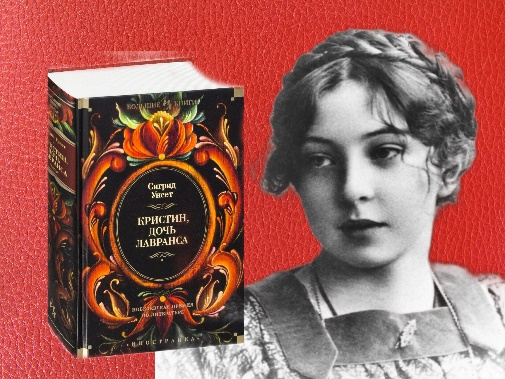 БОЛЬШИЕ КНИГИ
Сигрид
Унсет
КРИСТИН,
ДОЧЬ
ЛАВРАНСА
«ИНОСТРАНКА»